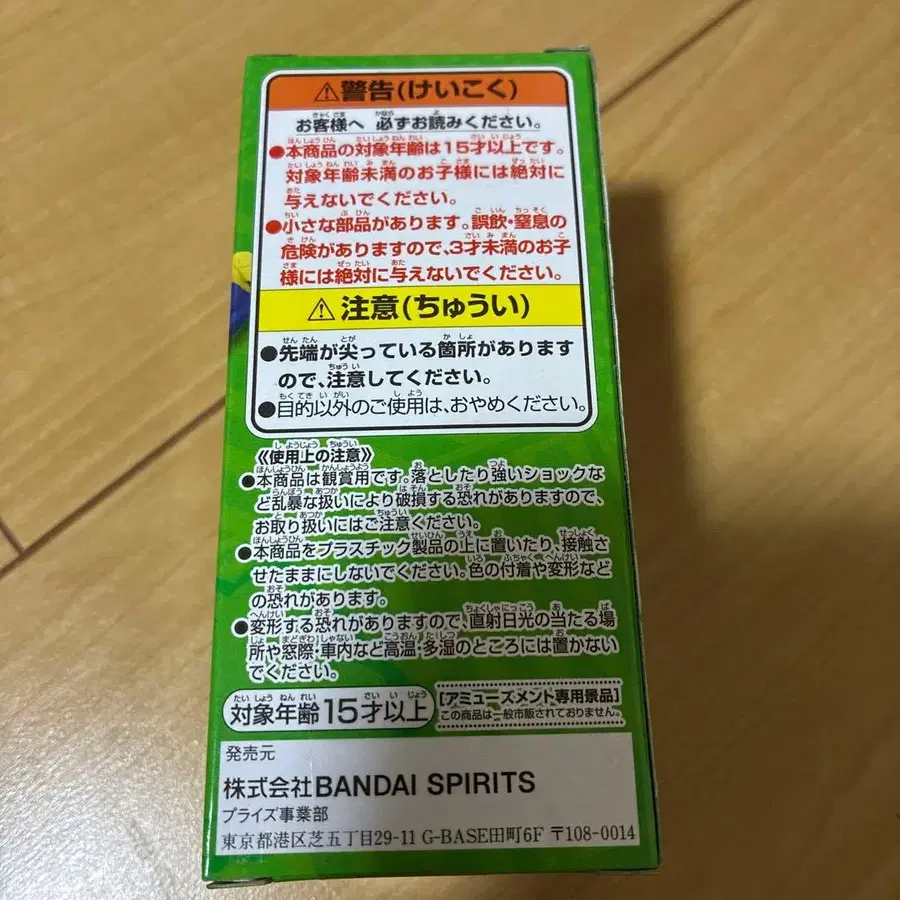 ⚠警告(けいこく)
お客様へ 必ずお読みください。
●本商品の対象年齢は15才以上です。
対象年齢未満のお子様には絶対に
与えないでください。
●小さな部品があります。誤飲・窒息の
危険がありますので、3才未満のお子
様には絶対に与えないでください。
⚠注意(ちゅうい)
●先端が尖っている箇所があります
ので、注意してください。
●目的以外のご使用は、おやめください。
《使用上の注意》
●本商品は観賞用です。落としたり強いショックな
ど乱暴な扱いにより破損する恐れがありますので、
お取り扱いにはご注意ください。
●本商品をプラスチック製品の上に置いたり、接触さ
せたままにしないでください。色の付着や変形など
の恐れがあります。
●変形する恐れがありますので、直射日光の当たる場
所や窓際・車内など高温・多湿のところには置かない
でください。
対象年齢15才以上
[アミューズメント専用景品]
この商品は一般市販されておりません。
発売元
株式会社BANDAI SPIRITS
プライズ事業部
東京都港区芝五丁目29-11 G-BASE田町6F 〒108-0014